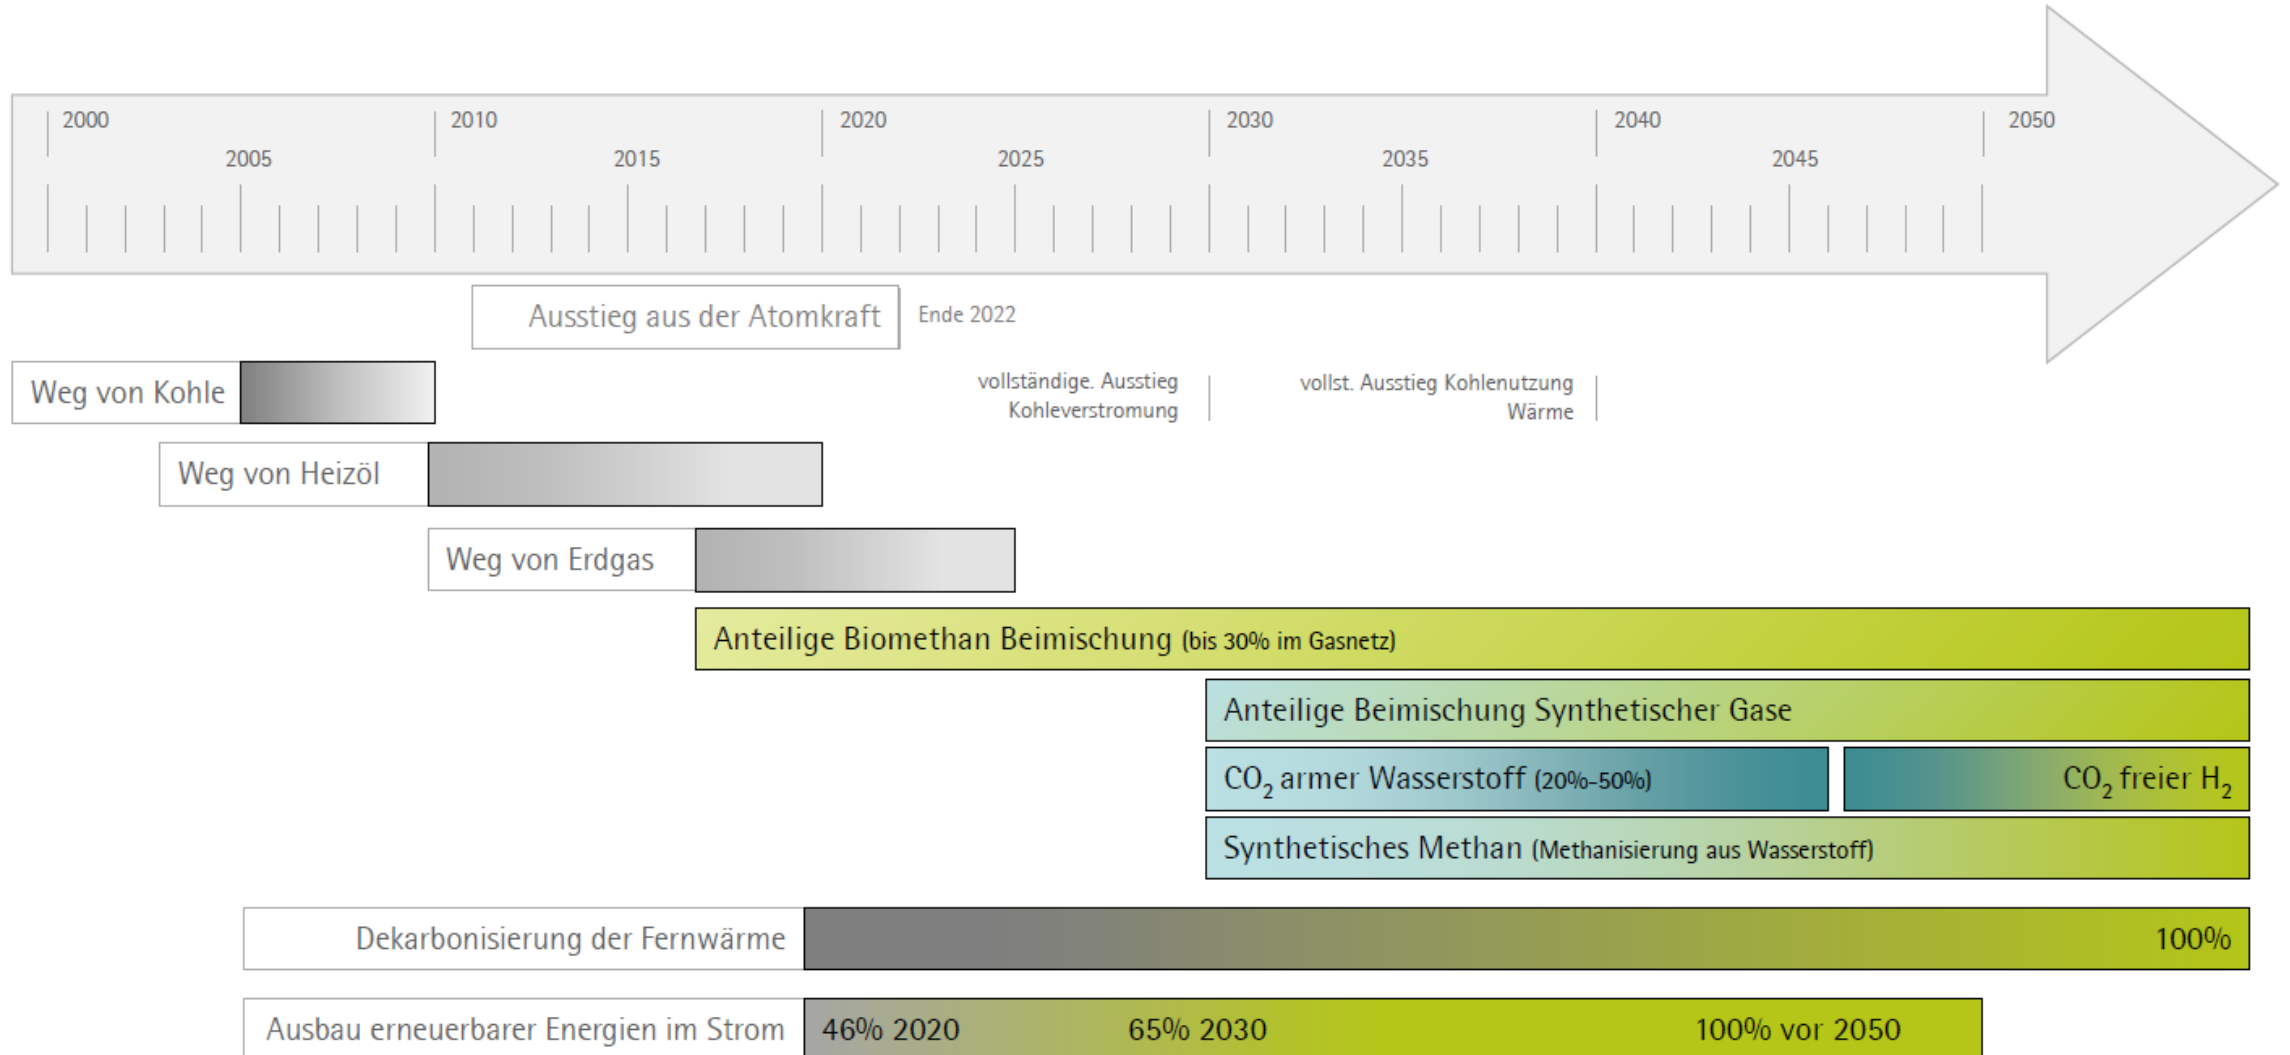 2000 2010 2020 2030 2040 2050
2005 2015 2025 2035 2045
Ausstieg aus der Atomkraft Ende 2022
Weg von Kohle
vollständige. Ausstieg
Kohleverstromung
vollst. Ausstieg Kohlenutzung
Wärme
Weg von Heizöl
Weg von Erdgas
Anteilige Biomethan Beimischung (bis 30% im Gasnetz)
Anteilige Beimischung Synthetischer Gase
CO₂ armer Wasserstoff (20%-50%) CO₂ freier H₂
Synthetisches Methan (Methanisierung aus Wasserstoff)
Dekarbonisierung der Fernwärme 100%
Ausbau erneuerbarer Energien im Strom 46% 2020 65% 2030 100% vor 2050